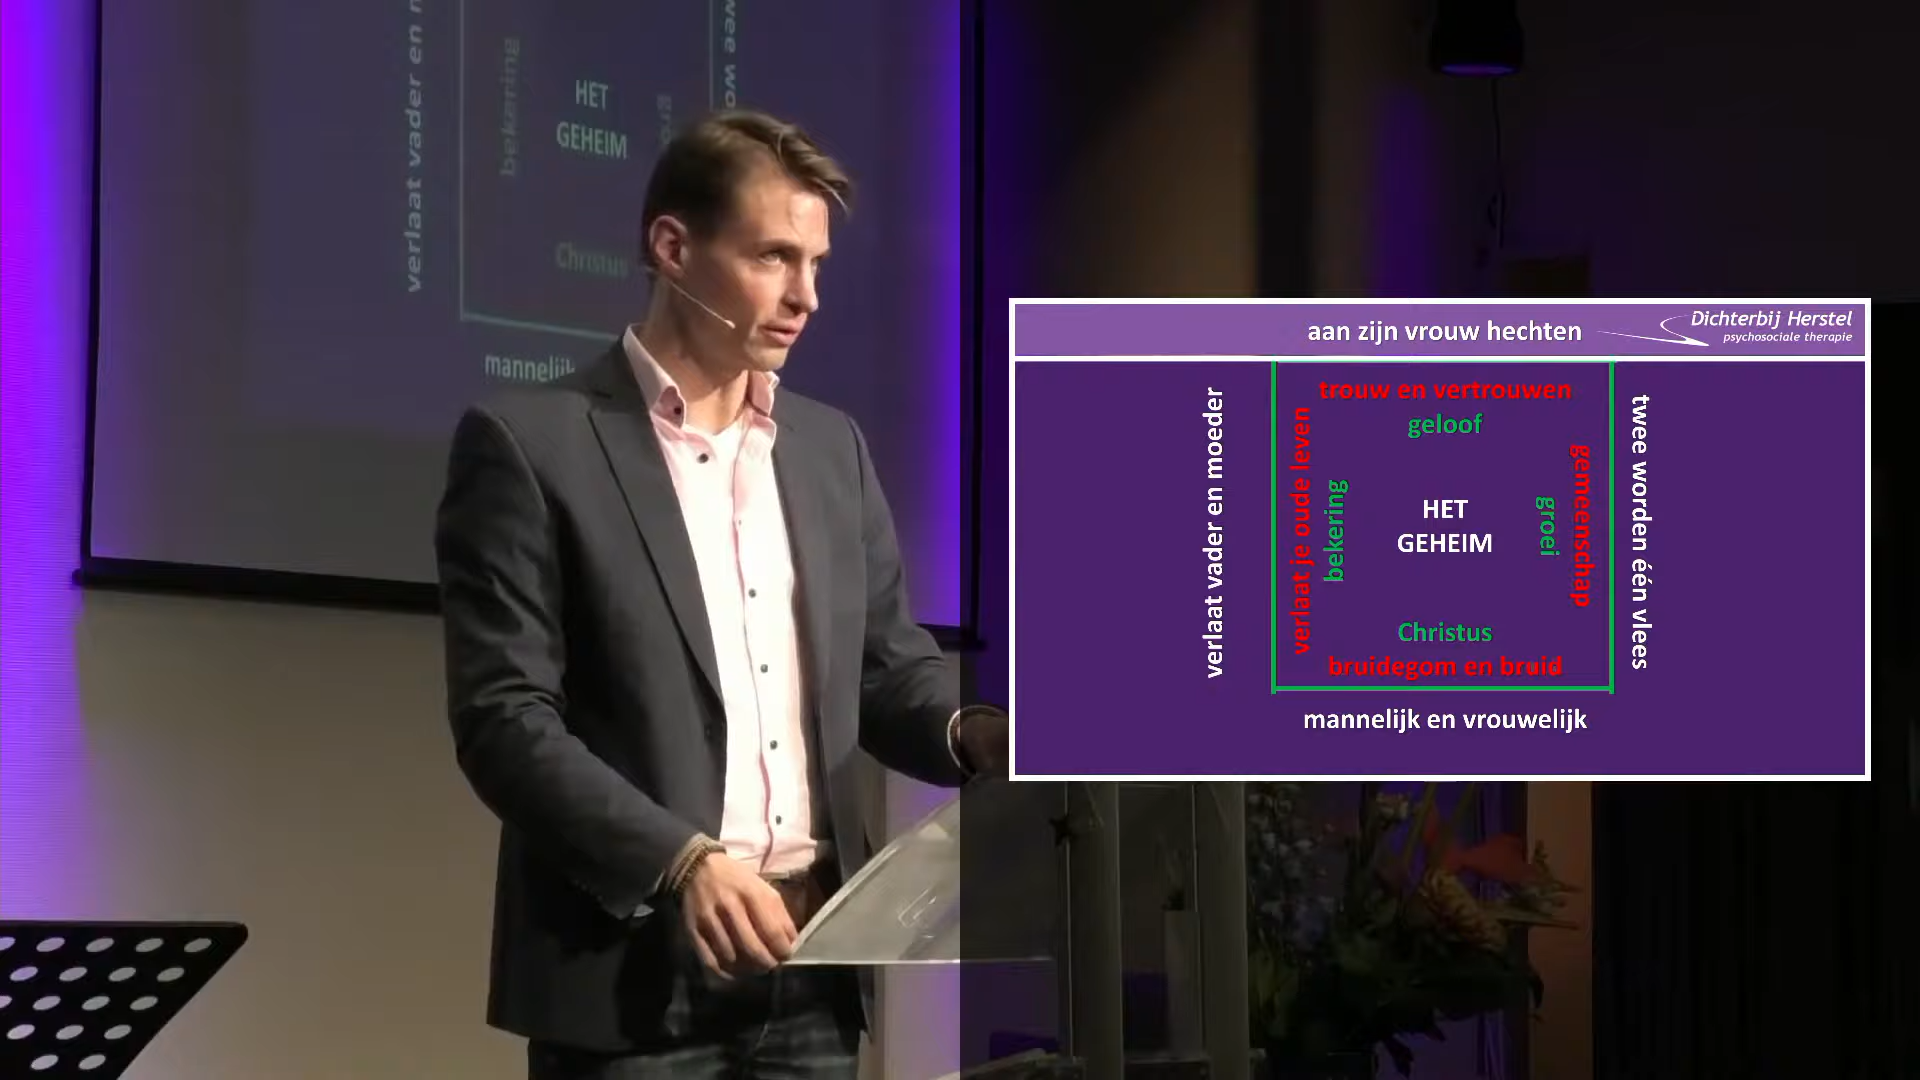 verlaat vader en
bekering
HET
GEHEIM
Christus
mannelijk
aan zijn vrouw hechten
Dichterbij Herstel
psychosociale therapie
verlaat vader en moeder
verlaat je oude leven
bekering
trouw en vertrouwen
geloof
HET
GEHEIM
groei
gemeenschap
twee worden één vlees
Christus
bruidegom en bruid
mannelijk en vrouwelijk